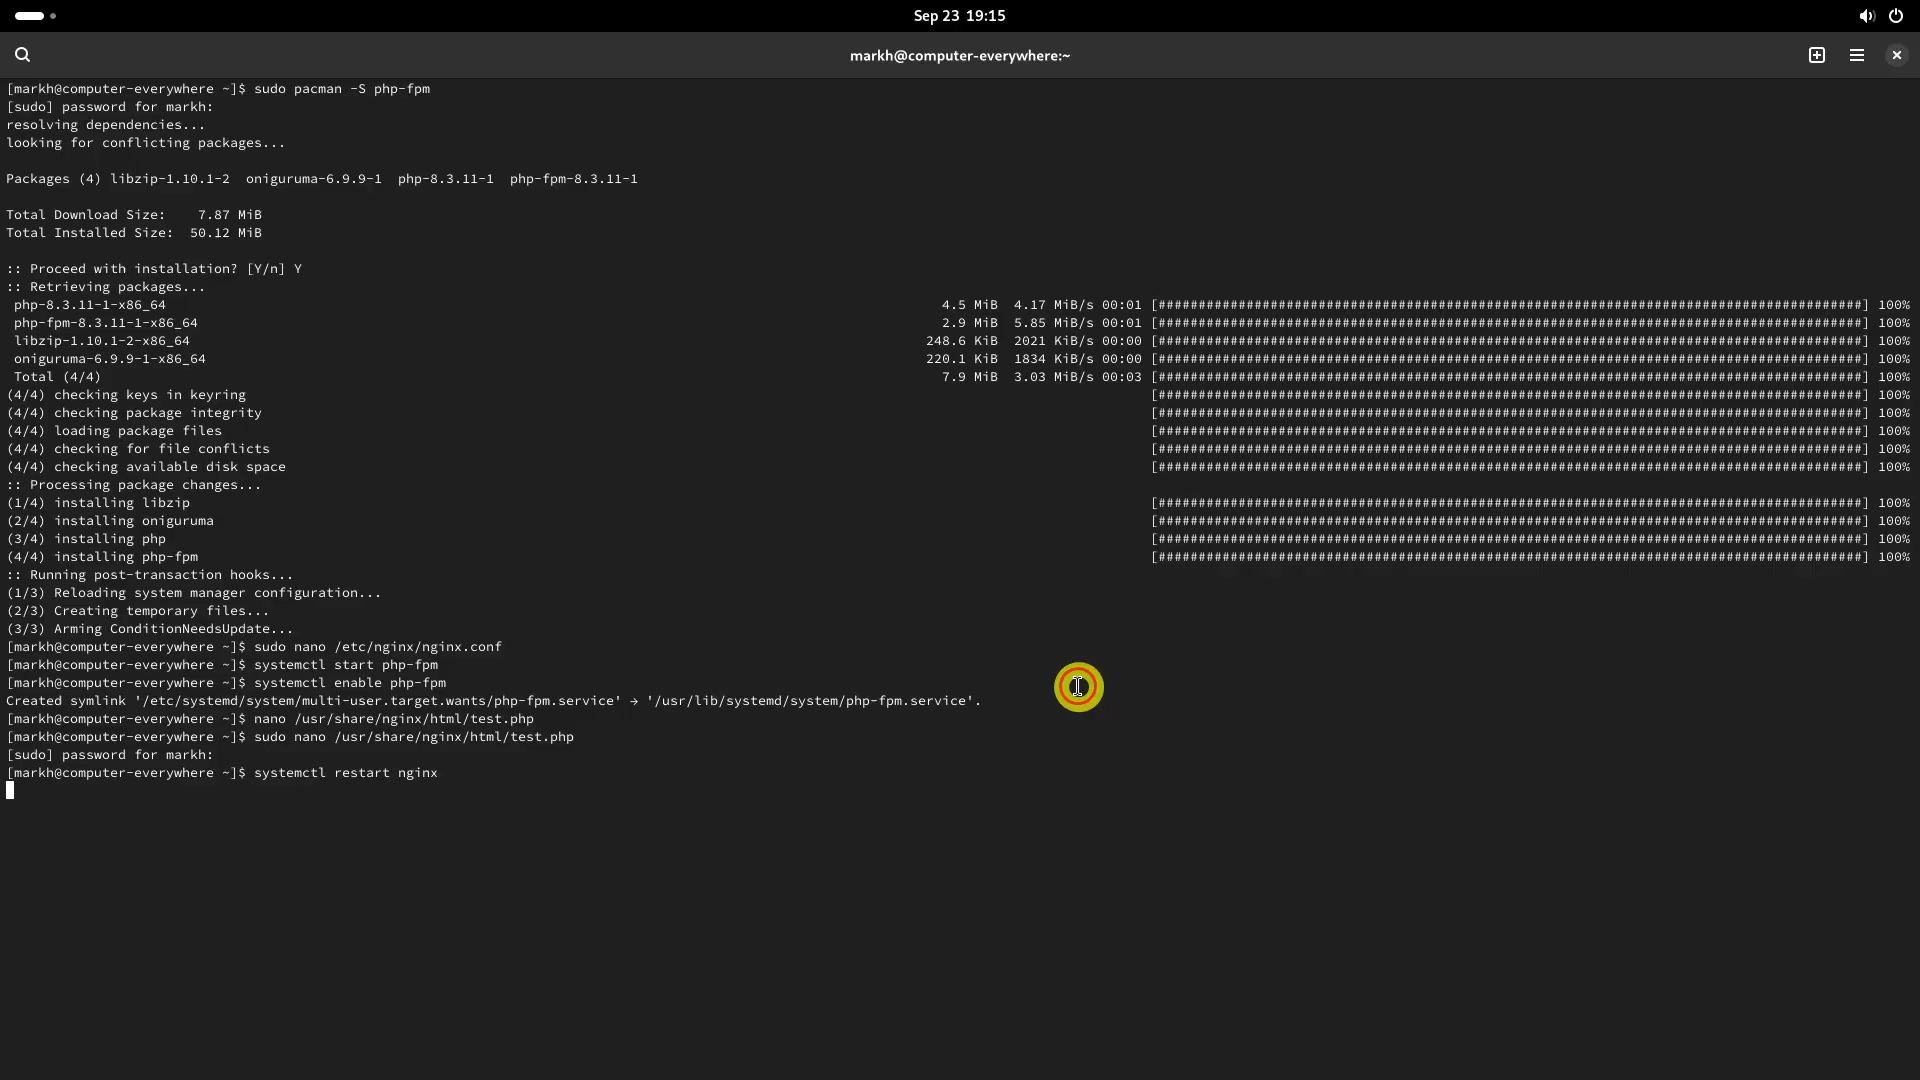 Sep 23 19:15
markh@computer-everywhere:~
[markh@computer-everywhere ~]$ sudo pacman -S php-fpm
[sudo] password for markh:
resolving dependencies...
looking for conflicting packages...
Packages (4) libzip-1.10.1-2  oniguruma-6.9.9-1  php-8.3.11-1  php-fpm-8.3.11-1
Total Download Size:    7.87 MiB
Total Installed Size:  50.12 MiB
:: Proceed with installation? [Y/n] Y
:: Retrieving packages...
php-8.3.11-1-x86_64 4.5 MiB 4.17 MiB/s 00:01 [########################################################################################] 100%
php-fpm-8.3.11-1-x86_64 2.9 MiB 5.85 MiB/s 00:01 [########################################################################################] 100%
libzip-1.10.1-2-x86_64 248.6 KiB 2021 KiB/s 00:00 [########################################################################################] 100%
oniguruma-6.9.9-1-x86_64 220.1 KiB 1834 KiB/s 00:00 [########################################################################################] 100%
Total (4/4) 7.9 MiB 3.03 MiB/s 00:03 [########################################################################################] 100%
(4/4) checking keys in keyring [########################################################################################] 100%
(4/4) checking package integrity [########################################################################################] 100%
(4/4) loading package files [########################################################################################] 100%
(4/4) checking for file conflicts [########################################################################################] 100%
(4/4) checking available disk space [########################################################################################] 100%
:: Processing package changes...
(1/4) installing libzip [########################################################################################] 100%
(2/4) installing oniguruma [########################################################################################] 100%
(3/4) installing php [########################################################################################] 100%
(4/4) installing php-fpm [########################################################################################] 100%
:: Running post-transaction hooks...
(1/3) Reloading system manager configuration...
(2/3) Creating temporary files...
(3/3) Arming ConditionNeedsUpdate...
[markh@computer-everywhere ~]$ sudo nano /etc/nginx/nginx.conf
[markh@computer-everywhere ~]$ systemctl start php-fpm
[markh@computer-everywhere ~]$ systemctl enable php-fpm
Created symlink '/etc/systemd/system/multi-user.target.wants/php-fpm.service' → '/usr/lib/systemd/system/php-fpm.service'.
[markh@computer-everywhere ~]$ nano /usr/share/nginx/html/test.php
[markh@computer-everywhere ~]$ sudo nano /usr/share/nginx/html/test.php
[sudo] password for markh:
[markh@computer-everywhere ~]$ systemctl restart nginx